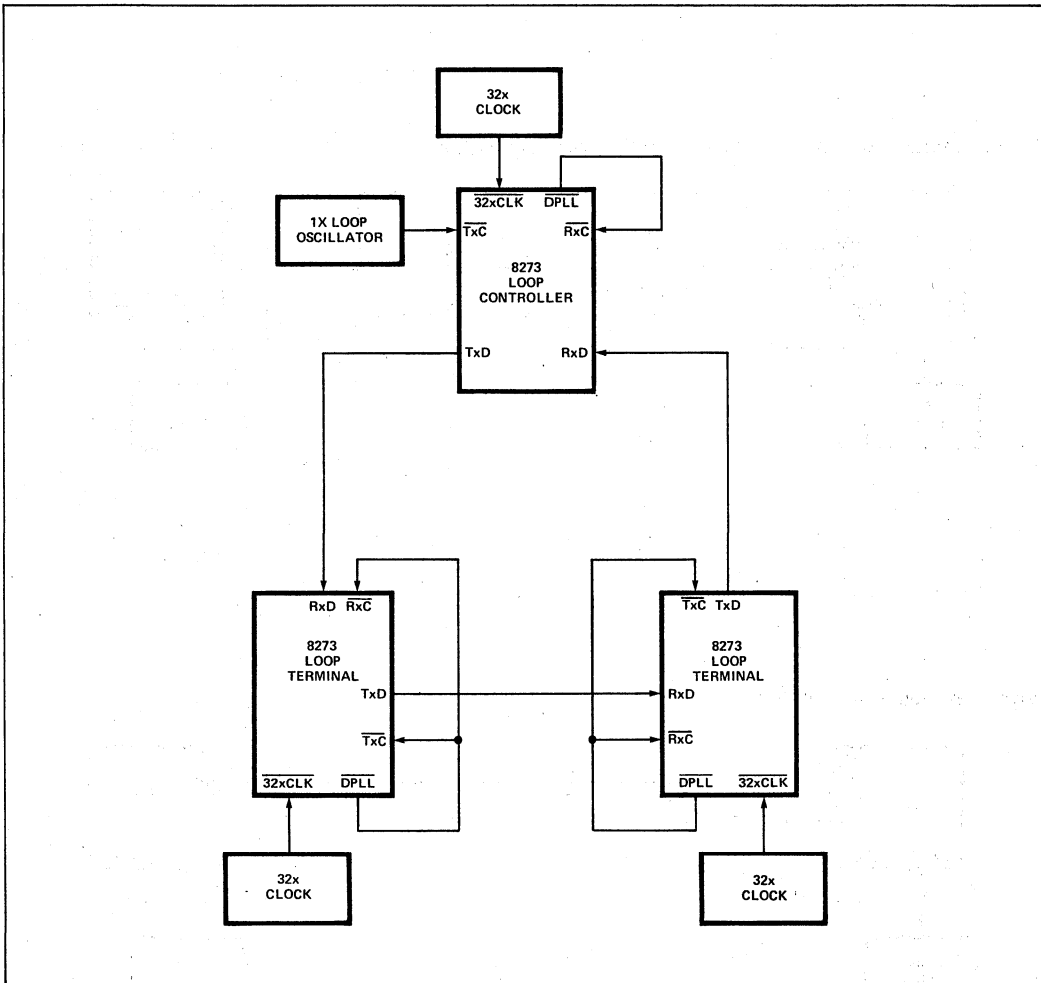 32x
CLOCK
32xCLK DPLL
1X LOOP
OSCILLATOR
TxC RxC
8273
LOOP
CONTROLLER
TxD RxD
RxD RxC
TxC TxD
8273
LOOP
TERMINAL
8273
LOOP
TERMINAL
TxD
RxD
TxC
RxC
32xCLK DPLL
DPLL 32xCLK
32x
CLOCK
32x
CLOCK